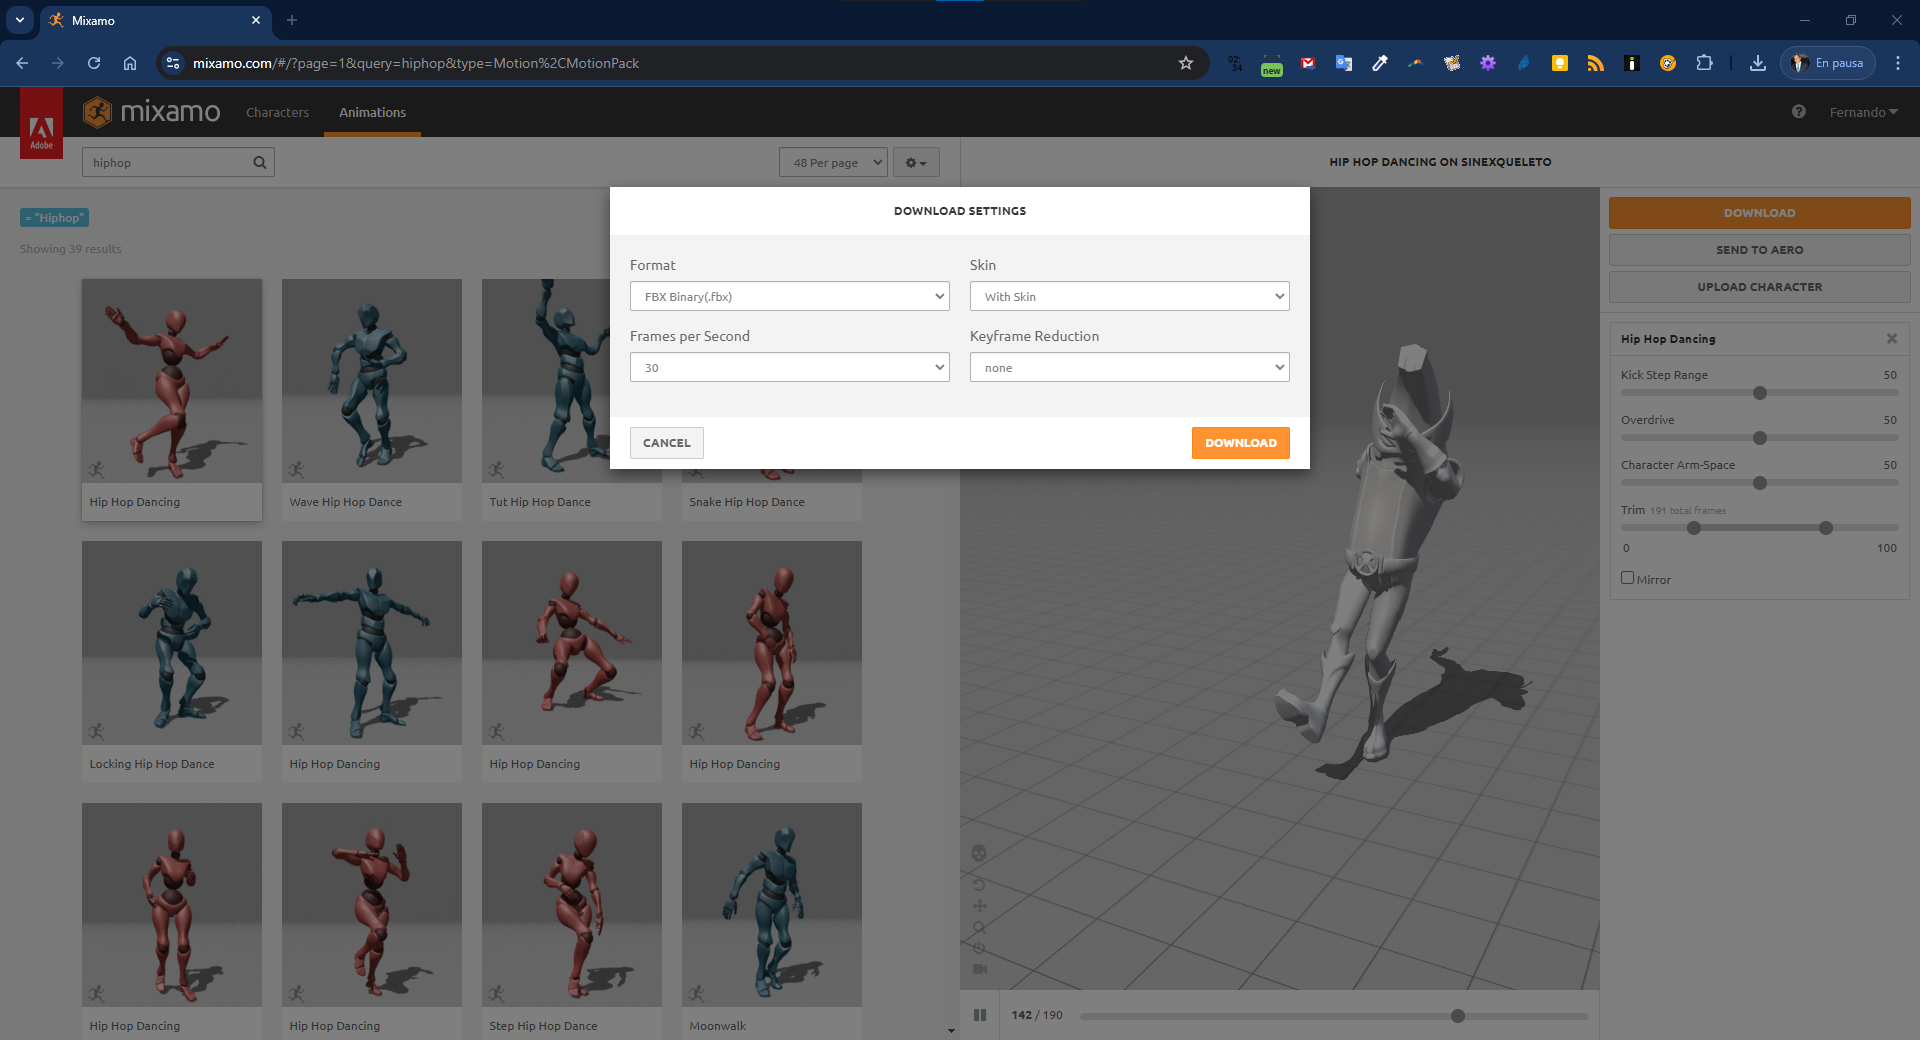 Mixamo
mixamo.com/#/?page=1&query=hiphop&type=Motion%2CMotionPack
02:
34
new
En pausa
Adobe
mixamo
Characters
Animations
Fernando
hiphop
48 Per page
HIP HOP DANCING ON SINEXQUELETO
× "Hiphop"
Showing 39 results
DOWNLOAD SETTINGS
Format
Skin
FBX Binary(.fbx)
With Skin
Frames per Second
Keyframe Reduction
30
none
CANCEL
DOWNLOAD
DOWNLOAD
SEND TO AERO
UPLOAD CHARACTER
Hip Hop Dancing
Kick Step Range 50
Overdrive 50
Character Arm-Space 50
Trim 191 total frames
0 100
Mirror
Hip Hop Dancing
Wave Hip Hop Dance
Tut Hip Hop Dance
Snake Hip Hop Dance
Locking Hip Hop Dance
Hip Hop Dancing
Hip Hop Dancing
Hip Hop Dancing
Hip Hop Dancing
Hip Hop Dancing
Step Hip Hop Dance
Moonwalk
142 / 190